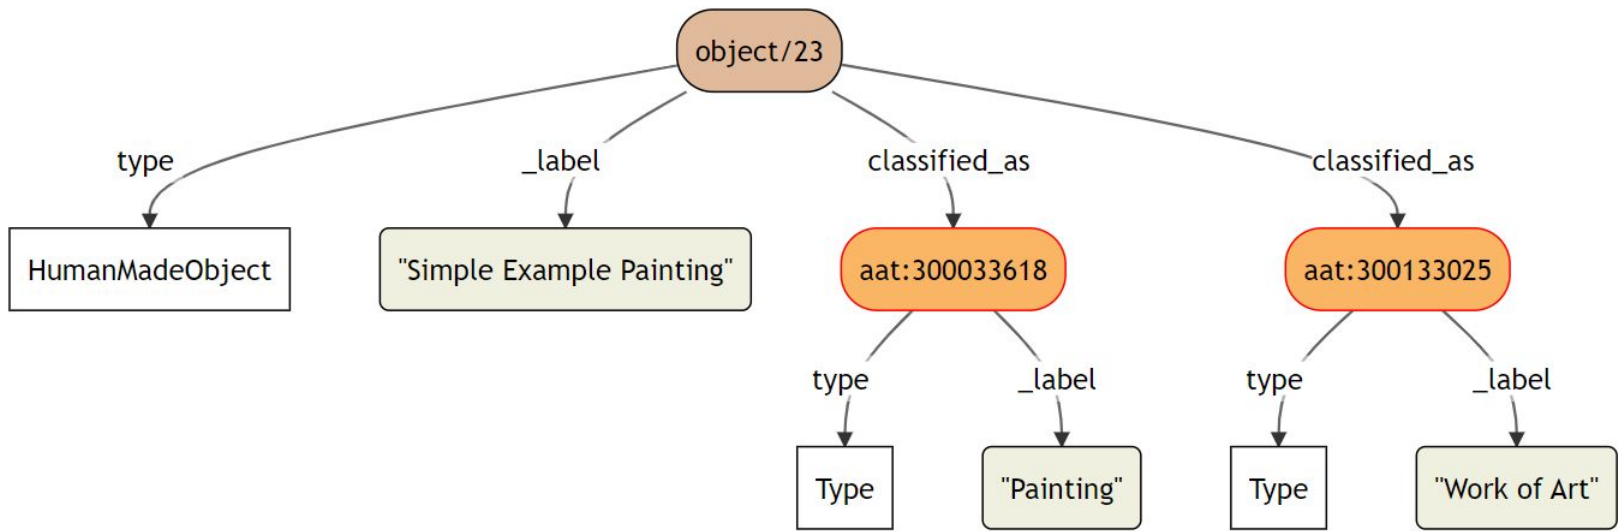 object/23
type
_label
classified_as
classified_as
HumanMadeObject
"Simple Example Painting"
aat:300033618
aat:300133025
type
_label
type
_label
Type
"Painting"
Type
"Work of Art"